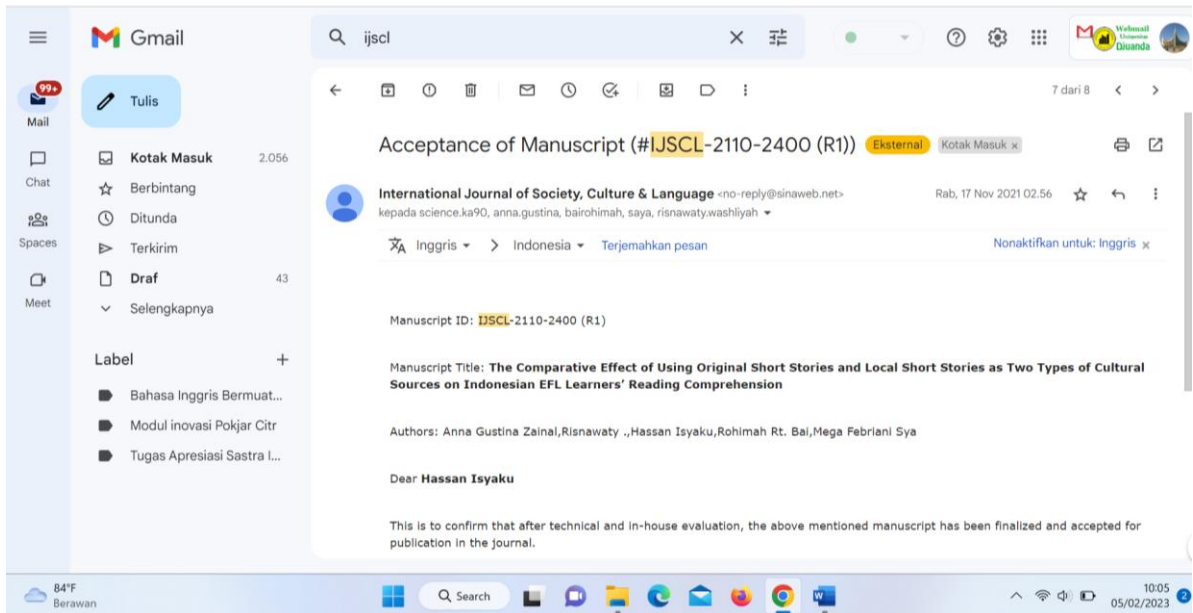 Gmail
ijscl
Webmail
Universitas
Djuanda
99+
Mail
Chat
Spaces
Meet
Tulis
Kotak Masuk 2.056
Berbintang
Ditunda
Terkirim
Draf 43
Selengkapnya
Label +
Bahasa Inggris Bermuat...
Modul inovasi Pokjar Citr
Tugas Apresiasi Sastra I...
7 dari 8
Acceptance of Manuscript (#IJSCL-2110-2400 (R1)) Eksternal Kotak Masuk ×
International Journal of Society, Culture & Language <no-reply@sinaweb.net> Rab, 17 Nov 2021 02.56
kepada science.ka90, anna.gustina, bairohimah, saya, risnawaty.washliyah
Inggris > Indonesia Terjemahkan pesan Nonaktifkan untuk: Inggris ×
Manuscript ID: IJSCL-2110-2400 (R1)
Manuscript Title: The Comparative Effect of Using Original Short Stories and Local Short Stories as Two Types of Cultural
Sources on Indonesian EFL Learners' Reading Comprehension
Authors: Anna Gustina Zainal,Risnawaty .,Hassan Isyaku,Rohimah Rt. Bai,Mega Febriani Sya
Dear Hassan Isyaku
This is to confirm that after technical and in-house evaluation, the above mentioned manuscript has been finalized and accepted for
publication in the journal.
84°F
Berawan
Search
10:05
05/02/2023
2